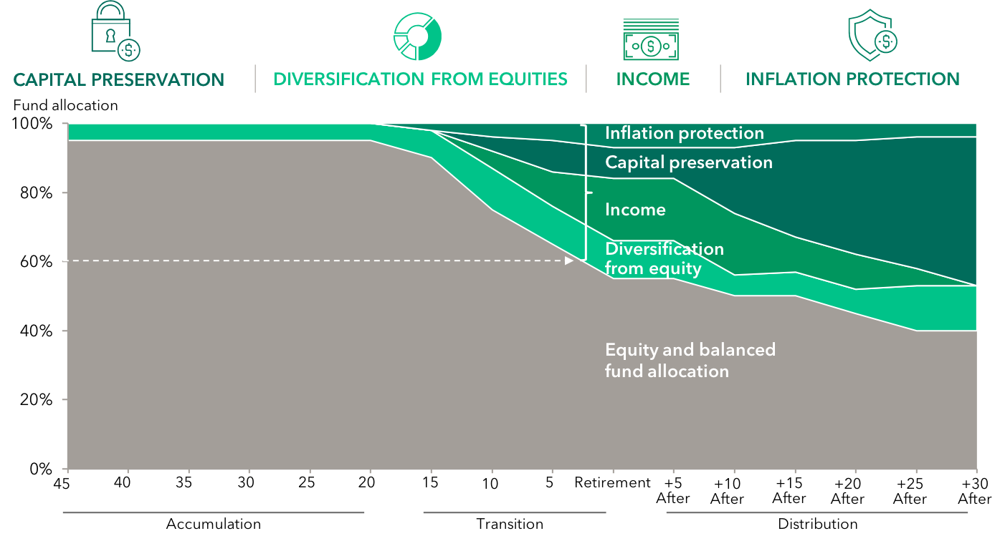 CAPITAL PRESERVATION
DIVERSIFICATION FROM EQUITIES
INCOME
INFLATION PROTECTION
Fund allocation
100%
80%
60%
40%
20%
0%
Inflation protection
Capital preservation
Income
Diversification
from equity
Equity and balanced
fund allocation
45 40 35 30 25 20 15 10 5 Retirement +5 +10 +15 +20 +25 +30
After After After After After After
Accumulation Transition Distribution